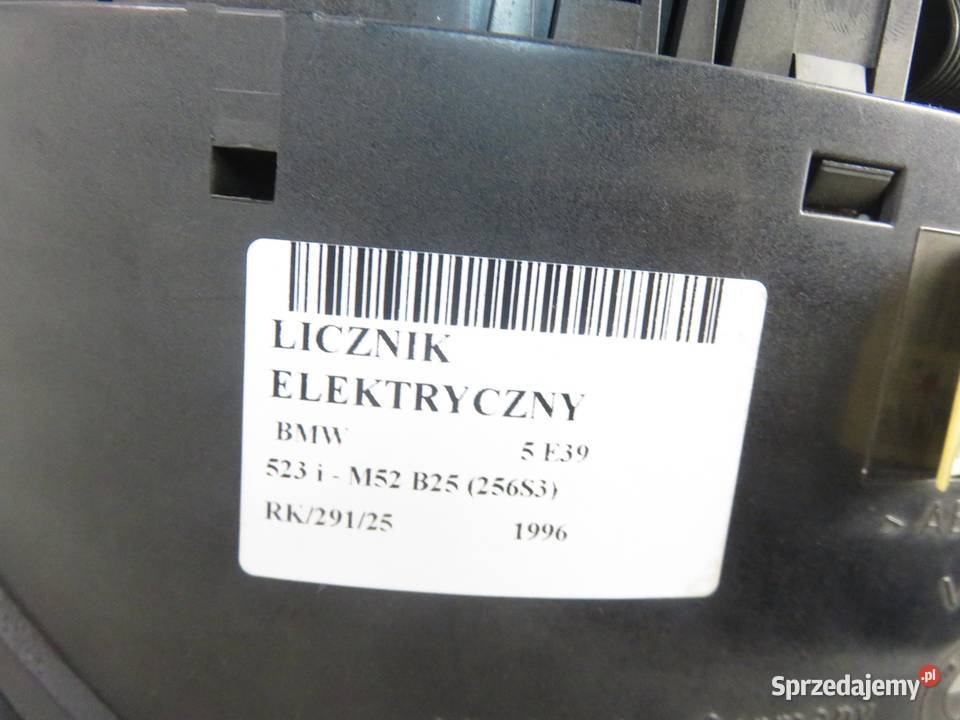 LICZNIK
ELEKTRYCZNY
BMW 5 E39
523 i - M52 B25 (256S3)
RK/291/25 1996
Sprzedajemy.pl